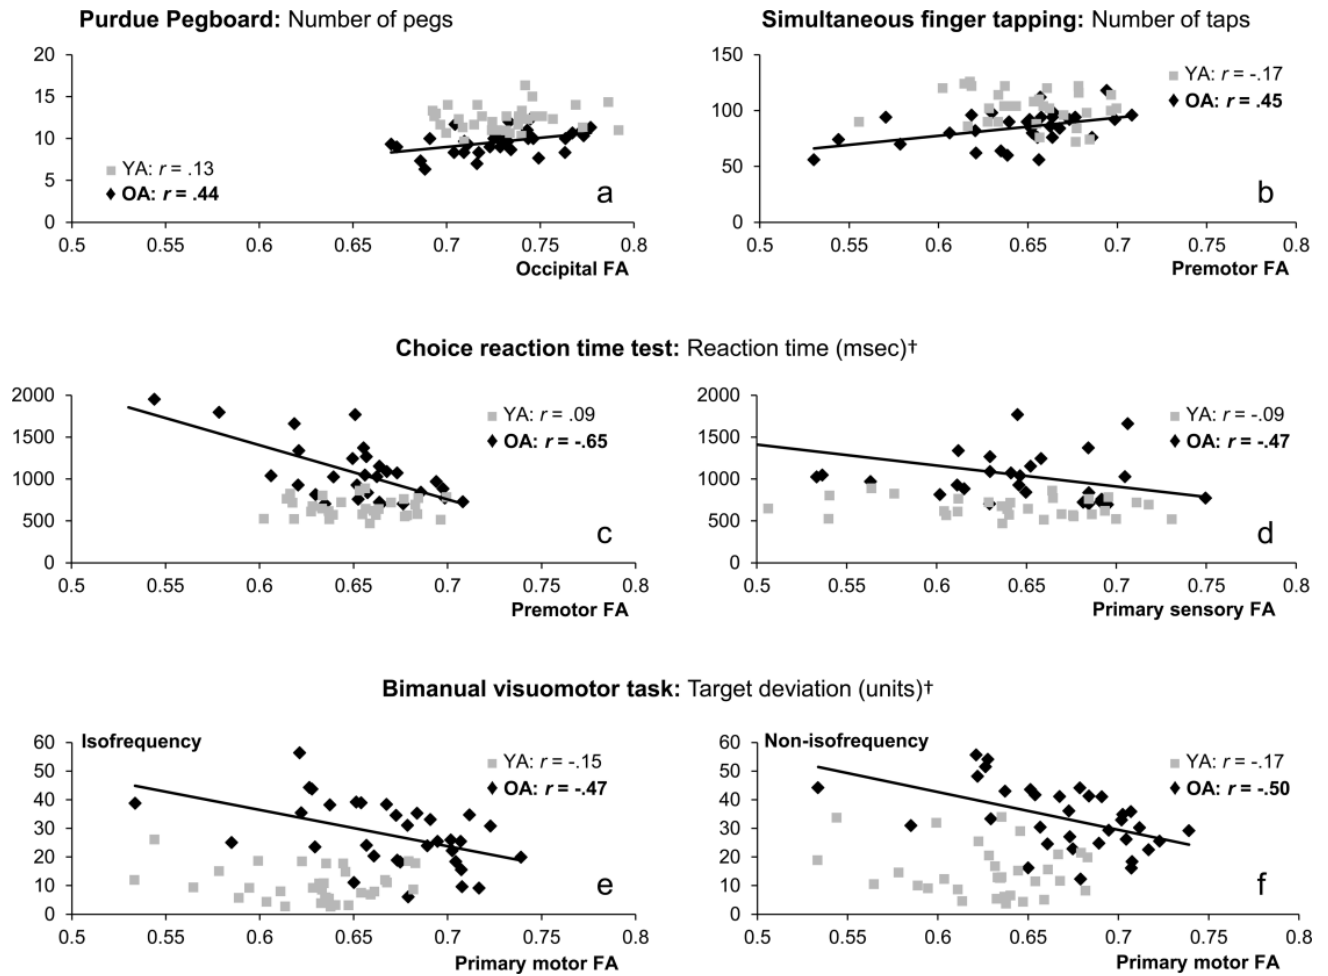 Purdue Pegboard: Number of pegs
20
15
10
5
0
YA: r = .13
OA: r = .44
a
0.5 0.55 0.6 0.65 0.7 0.75 0.8
Occipital FA
Simultaneous finger tapping: Number of taps
150
100
50
0
YA: r = -.17
OA: r = .45
b
0.5 0.55 0.6 0.65 0.7 0.75 0.8
Premotor FA
Choice reaction time test: Reaction time (msec)†
2000
1500
1000
500
0
YA: r = .09
OA: r = -.65
c
0.5 0.55 0.6 0.65 0.7 0.75 0.8
Premotor FA
2000
1500
1000
500
0
YA: r = -.09
OA: r = -.47
d
0.5 0.55 0.6 0.65 0.7 0.75 0.8
Primary sensory FA
Bimanual visuomotor task: Target deviation (units)†
Isofrequency
60
50
40
30
20
10
0
YA: r = -.15
OA: r = -.47
e
0.5 0.55 0.6 0.65 0.7 0.75 0.8
Primary motor FA
Non-isofrequency
60
50
40
30
20
10
0
YA: r = -.17
OA: r = -.50
f
0.5 0.55 0.6 0.65 0.7 0.75 0.8
Primary motor FA